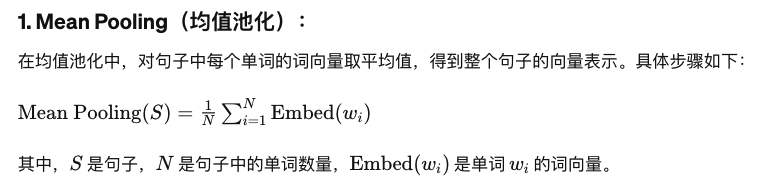 1. Mean Pooling（均值池化）：
在均值池化中，对句子中每个单词的词向量取平均值，得到整个句子的向量表示。具体步骤如下：
Mean Pooling(S) = \frac{1}{N} \sum_{i=1}^{N} Embed(w_i)
其中，S 是句子，N 是句子中的单词数量，Embed(w_i) 是单词 w_i 的词向量。